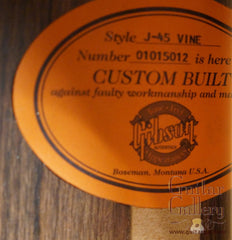 Style J-45 VINE
Number 01015012 is here
CUSTOM BUILT
against faulty workmanship and ma
Gibson
Bozeman, Montana U.S.A.
Guitar
Gallery